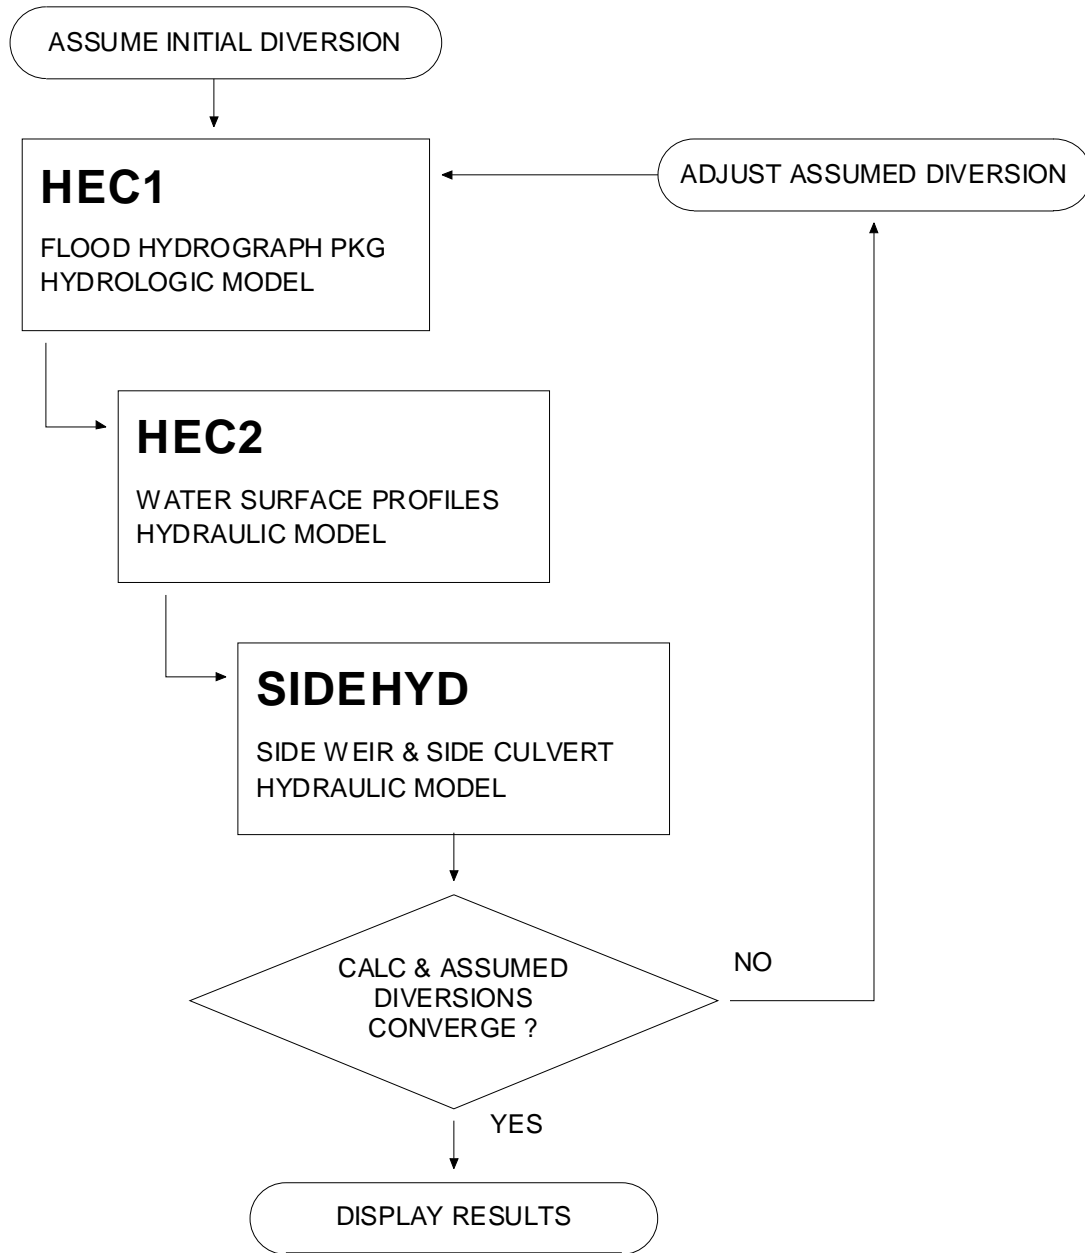 ASSUME INITIAL DIVERSION
HEC1
FLOOD HYDROGRAPH PKG
HYDROLOGIC MODEL
ADJUST ASSUMED DIVERSION
HEC2
WATER SURFACE PROFILES
HYDRAULIC MODEL
SIDEHYD
SIDE WEIR & SIDE CULVERT
HYDRAULIC MODEL
CALC & ASSUMED
DIVERSIONS
CONVERGE ?
NO
YES
DISPLAY RESULTS